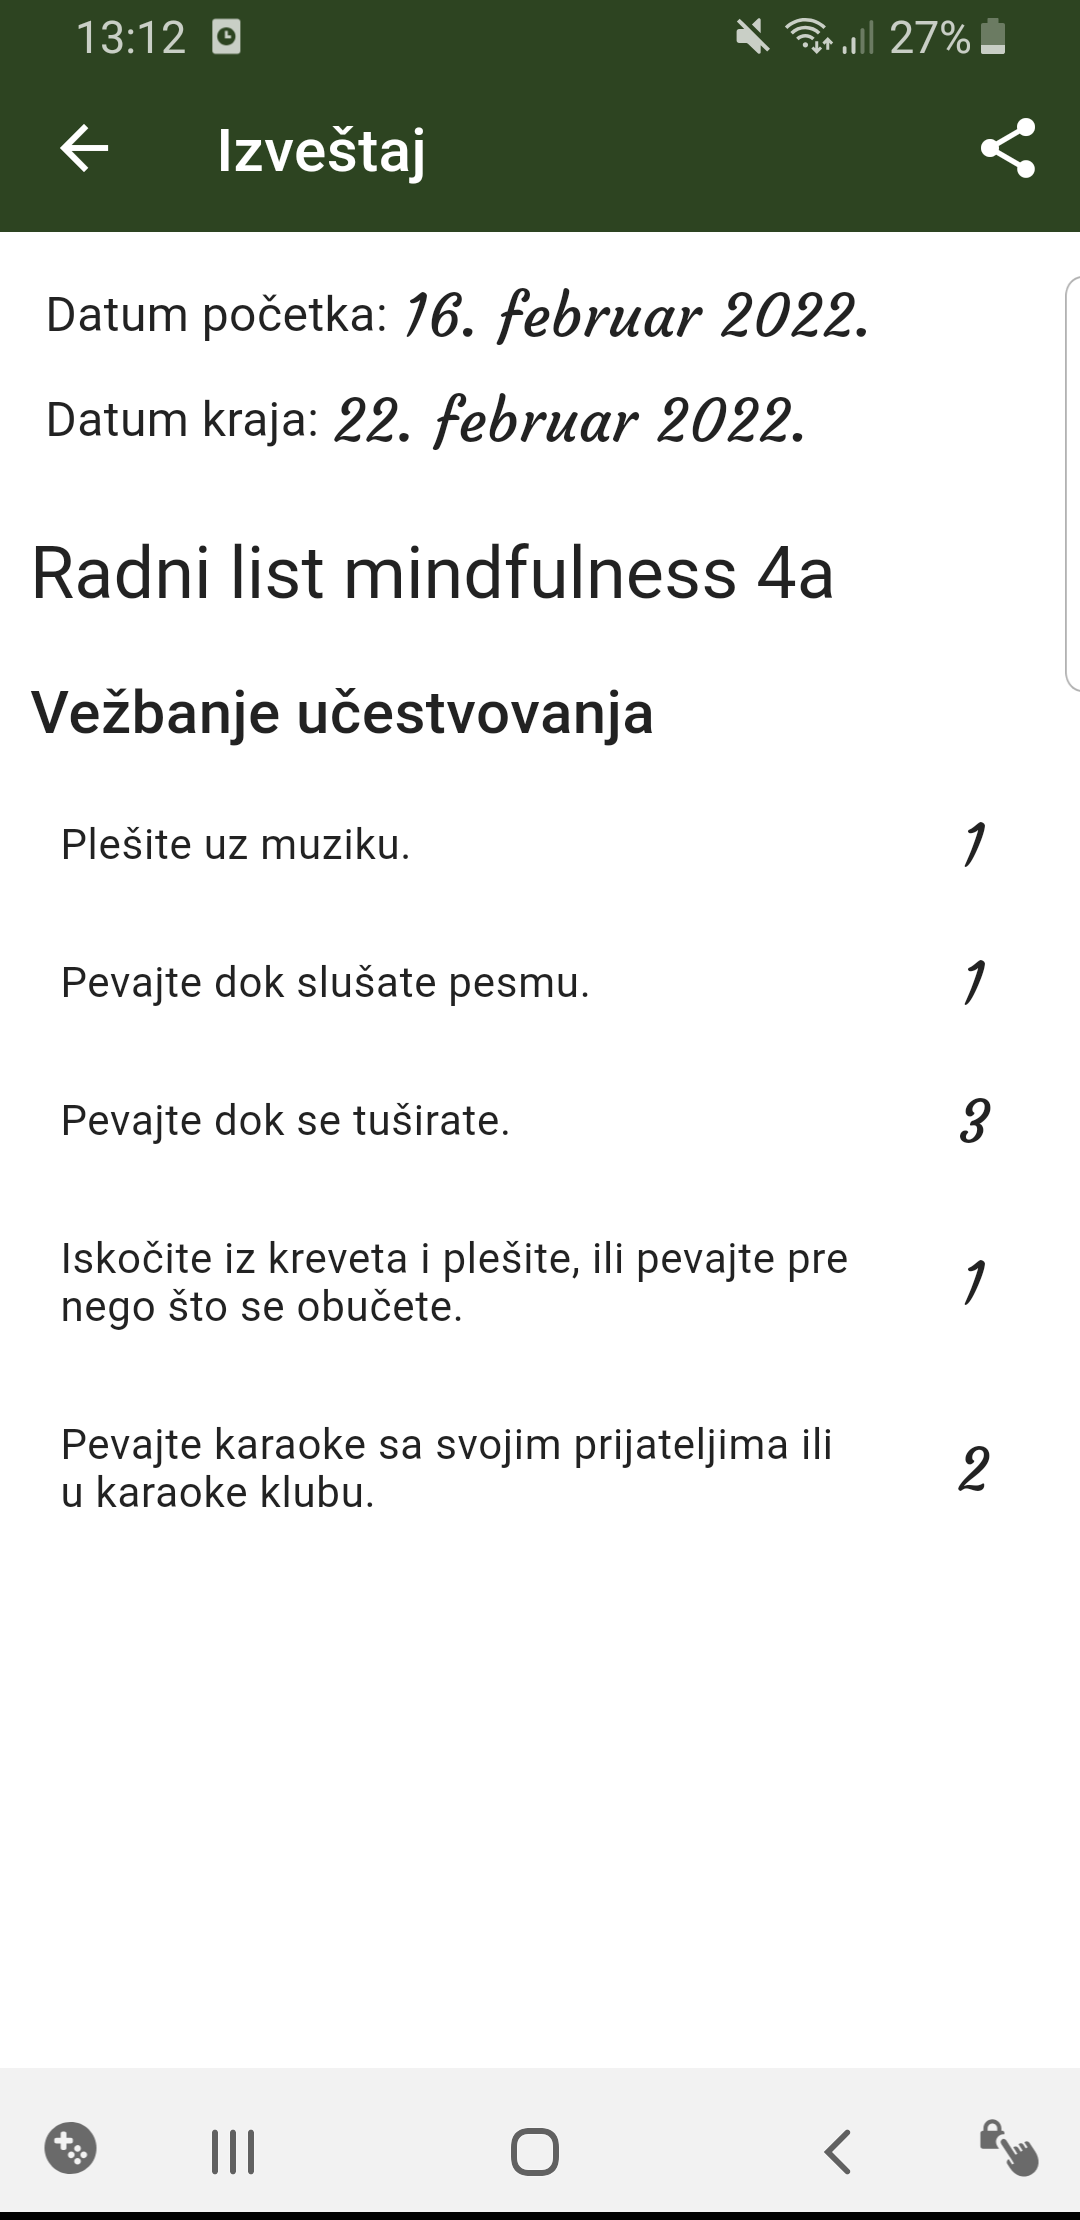 13:12
27%
Izveštaj
Datum početka: 16. februar 2022.
Datum kraja: 22. februar 2022.
Radni list mindfulness 4a
Vežbanje učestvovanja
Plešite uz muziku. 1
Pevajte dok slušate pesmu. 1
Pevajte dok se tuširate. 3
Iskočite iz kreveta i plešite, ili pevajte pre
nego što se obučete. 1
Pevajte karaoke sa svojim prijateljima ili
u karaoke klubu. 2